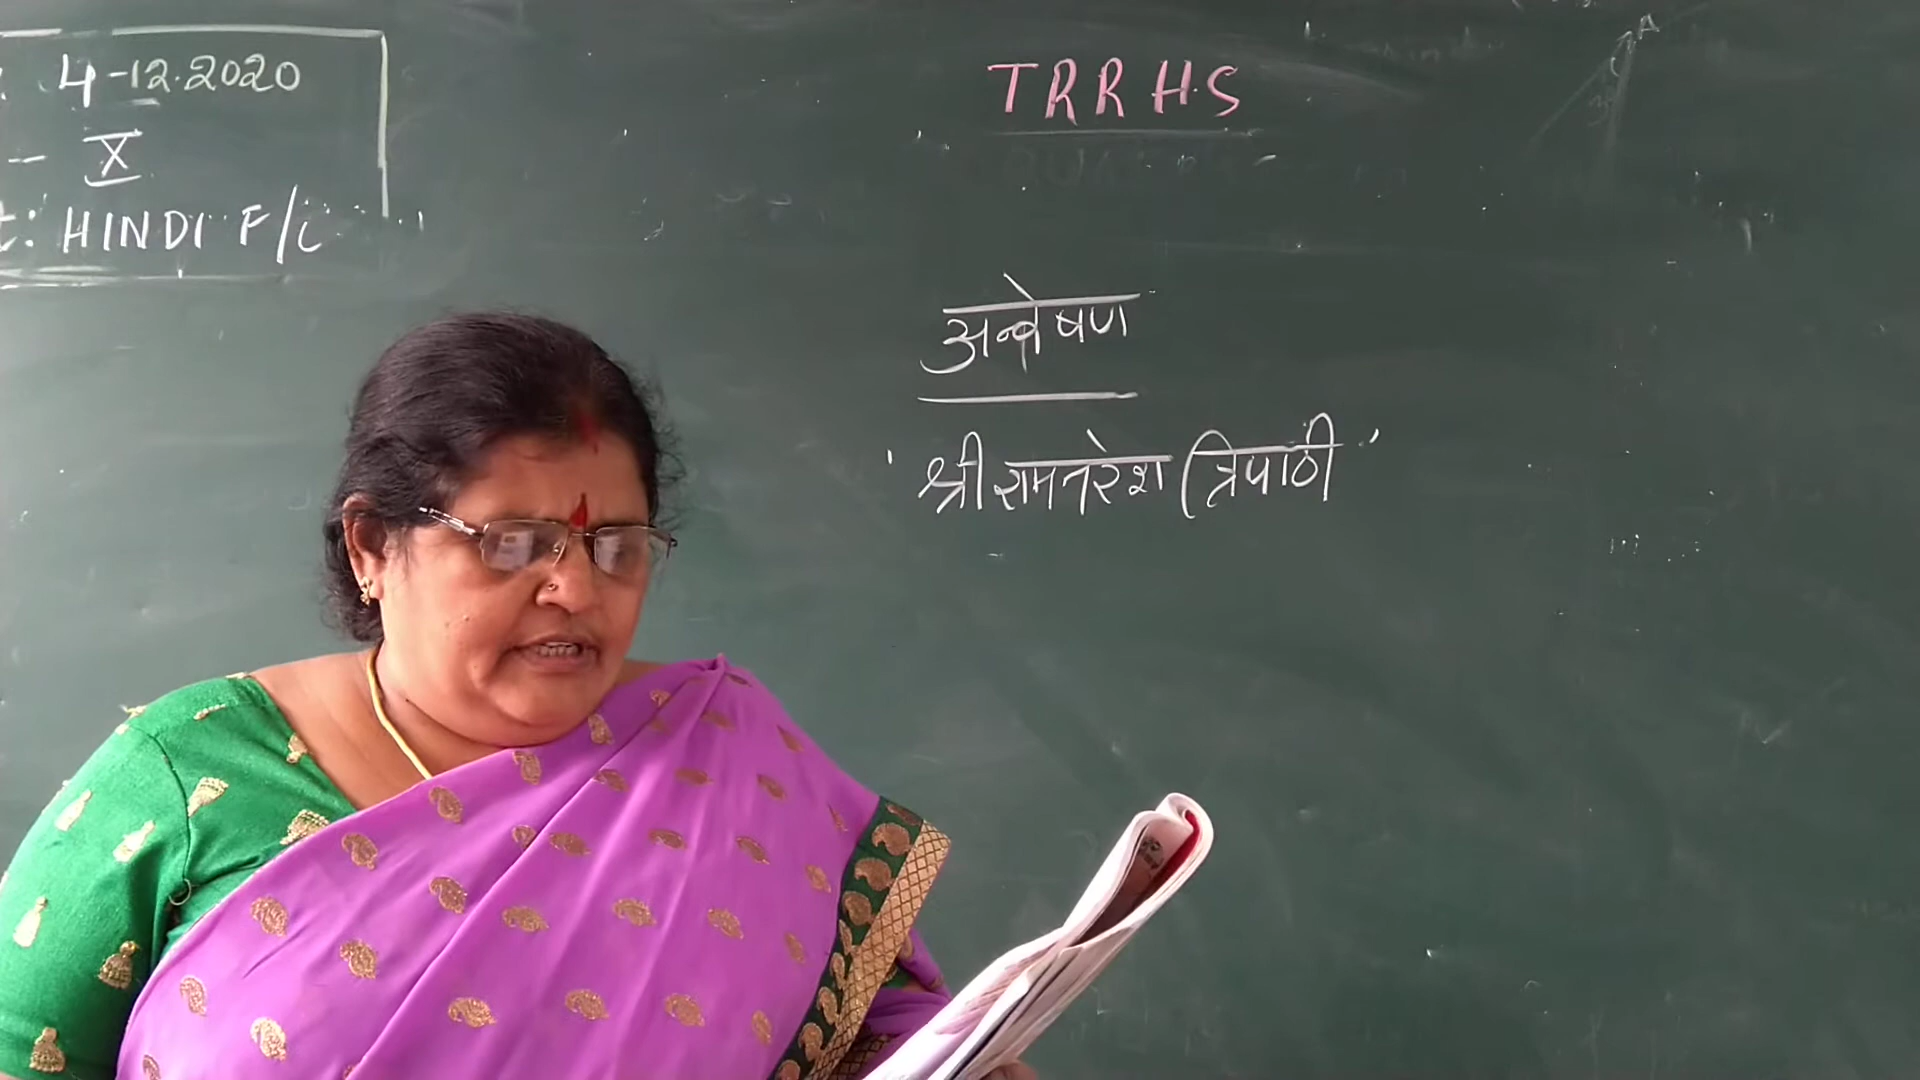 4-12.2020
X
HINDI F/L
TRRHS
अन्वेषण
' श्री रामनरेश त्रिपाठी '